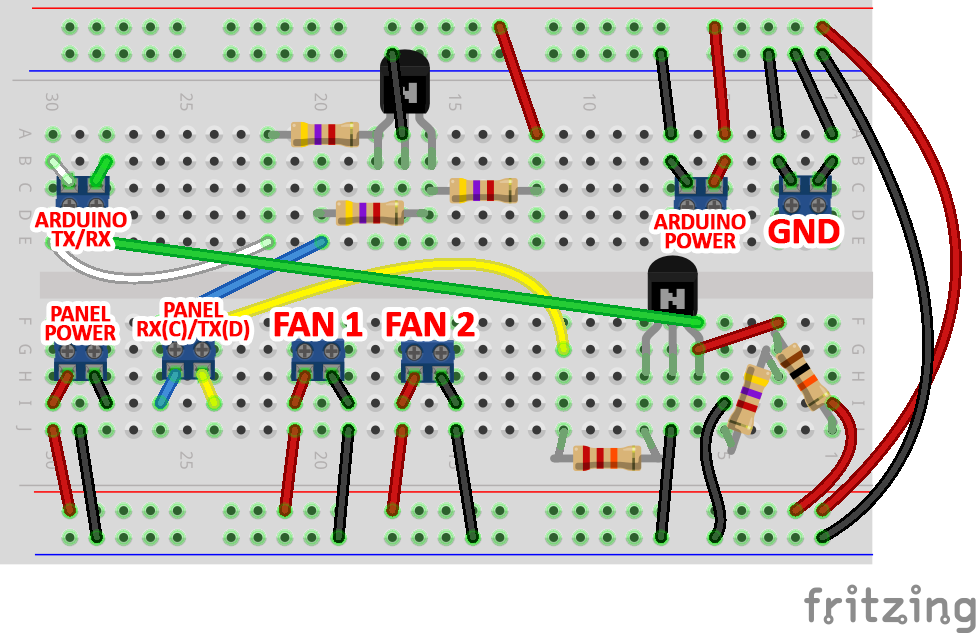 30 25 20 15 10 5 1
A A
B B
C C
D D
E E
ARDUINO
TX/RX
ARDUINO
POWER
GND
N
N
PANEL
POWER
PANEL
RX(C)/TX(D)
FAN 1
FAN 2
F F
G G
H H
I I
J J
30 25 20 15 5 1
fritzing